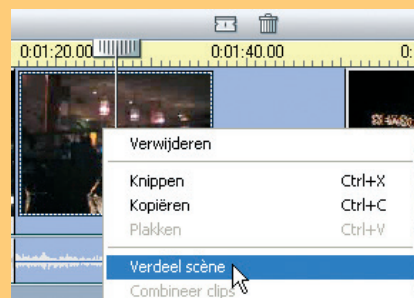 0:01:20.00 0:01:40.00 0:
Verwijderen
Knippen Ctrl+X
Kopiëren Ctrl+C
Plakken Ctrl+V
Verdeel scène
Combineer clips